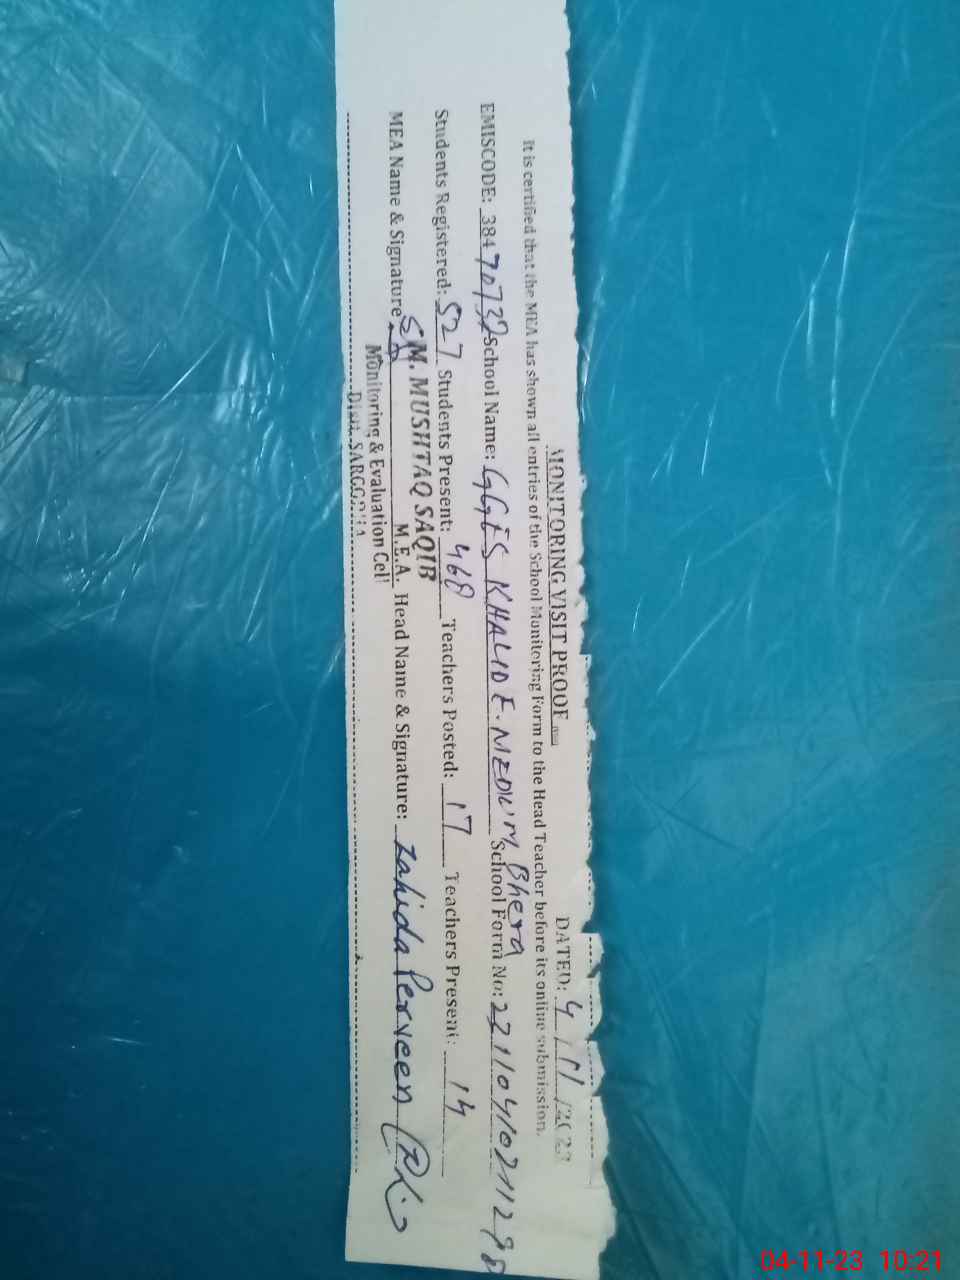 MONITORING VISIT PROOF
DATED: 4/11/2023
It is certified that the MEA has shown all entries of the School Monitoring Form to the Head Teacher before its online submission.
EMISCODE: 38470732 School Name: GGES KHALID E. MEDIUM Bhera School Form No:
Students Registered: 527 Students Present: 468 Teachers Posted: 17 Teachers Present: 14
MEA Name & Signature M. MUSHTAQ SAQIB Head Name & Signature: Zahida Perveen
M.E.A.
Monitoring & Evaluation Cell
Distt. SARGODHA
04-11-23 10:21